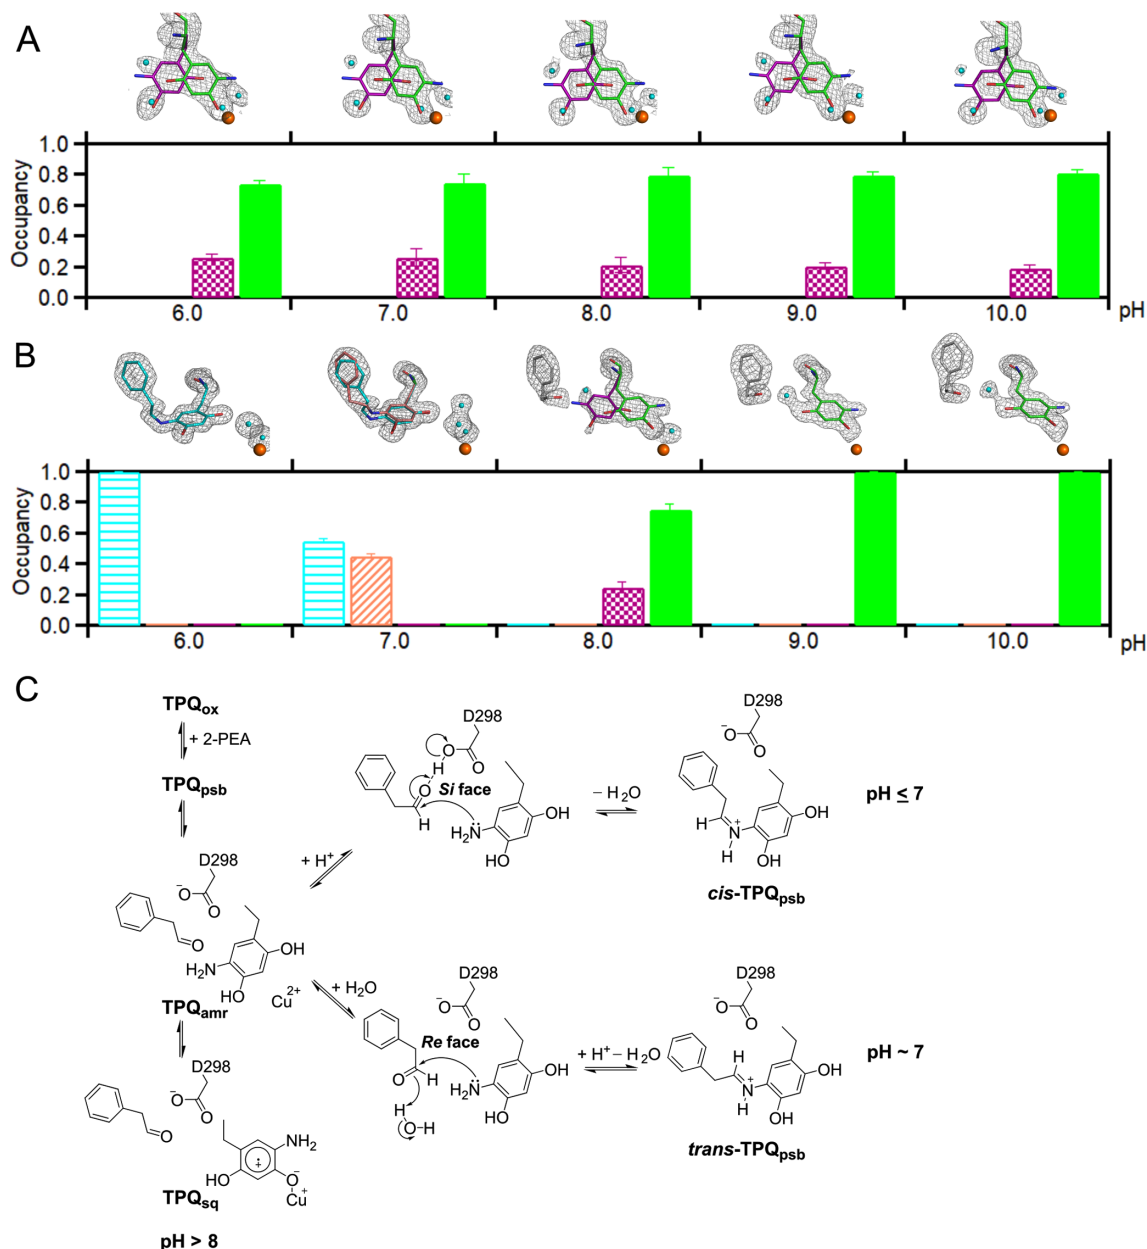 A
Occupancy
1.0
0.8
0.6
0.4
0.2
0.0
6.0 7.0 8.0 9.0 10.0 pH
B
Occupancy
1.0
0.8
0.6
0.4
0.2
0.0
6.0 7.0 8.0 9.0 10.0 pH
C
TPQox
+ 2-PEA
TPQpsb
+ H+
D298
−O
O
O
H2N
OH
HO
Cu2+
TPQamr
+ H2O
D298
H
O
O
O
Si face
H
H2N
OH
HO
− H2O
D298
−O
O
H
N+
H
OH
OH
cis-TPQpsb
pH ≤ 7
D298
−O
O
Re face
O
H
H2N
OH
HO
H
O-H
+ H+ − H2O
D298
−O
O
H
N+
H
OH
OH
trans-TPQpsb
pH ~ 7
D298
−O
O
O
NH2
HO
O−
Cu+
TPQsq
pH > 8